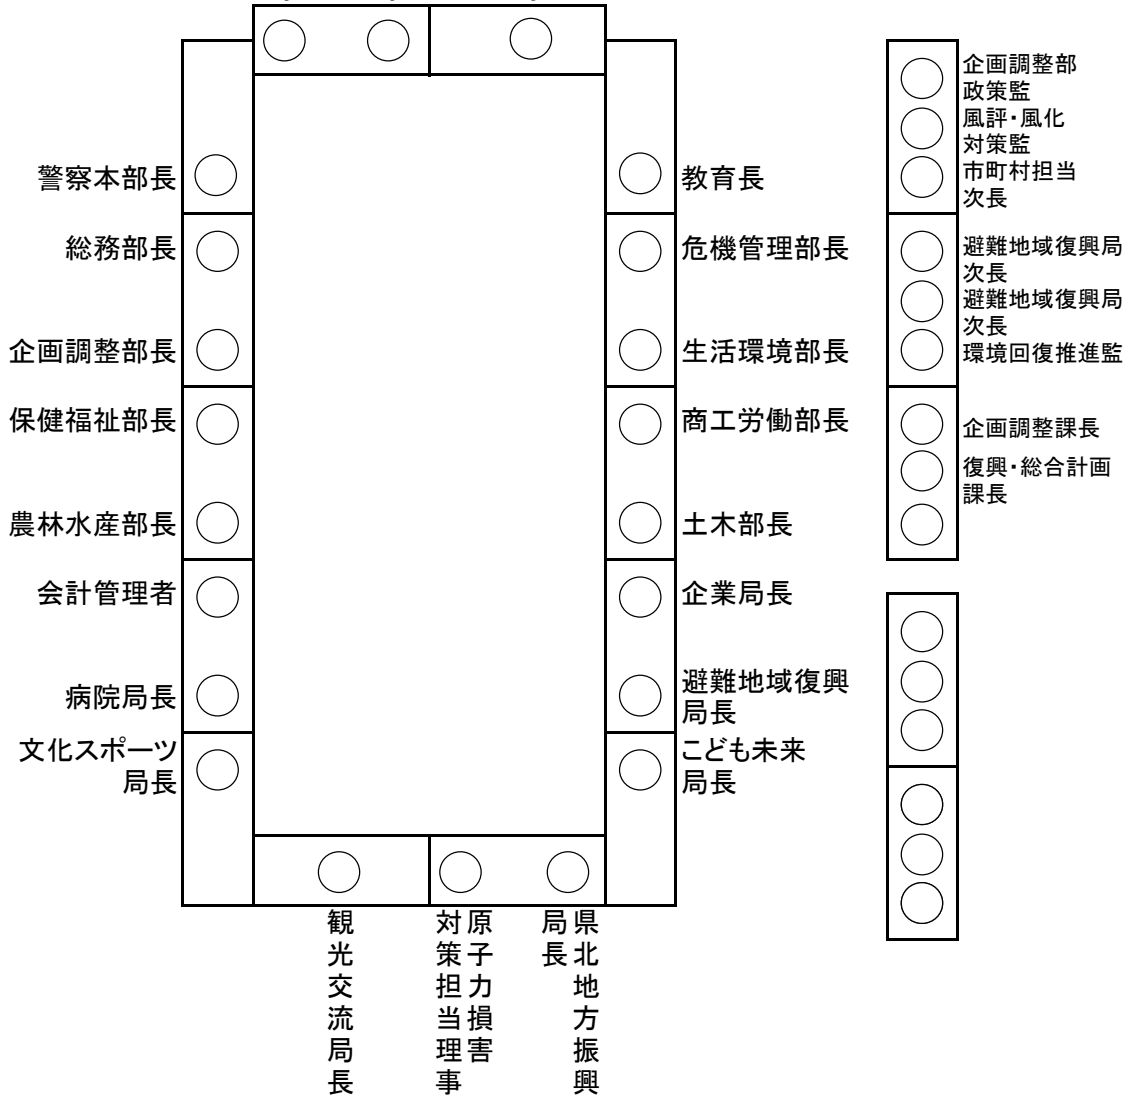 警察本部長
総務部長
企画調整部長
保健福祉部長
農林水産部長
会計管理者
病院局長
文化スポーツ
局長
教育長
危機管理部長
生活環境部長
商工労働部長
土木部長
企業局長
避難地域復興
局長
こども未来
局長
観光交流局長
原子力損害
対策担当理事
県北地方振興
局長
企画調整部
政策監
風評・風化
対策監
市町村担当
次長
避難地域復興局
次長
避難地域復興局
次長
環境回復推進監
企画調整課長
復興・総合計画
課長